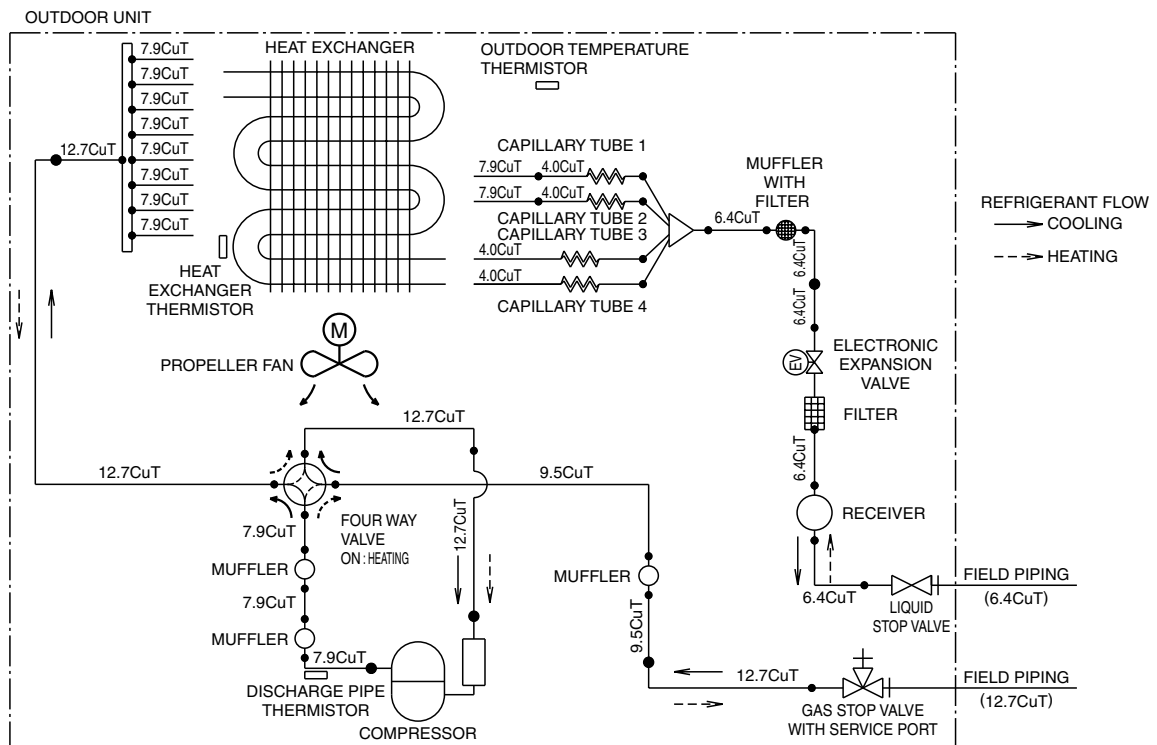 OUTDOOR UNIT
7.9CuT
7.9CuT
7.9CuT
7.9CuT
7.9CuT
7.9CuT
7.9CuT
7.9CuT
12.7CuT
HEAT EXCHANGER
OUTDOOR TEMPERATURE
THERMISTOR
HEAT
EXCHANGER
THERMISTOR
CAPILLARY TUBE 1
7.9CuT
4.0CuT
7.9CuT
4.0CuT
CAPILLARY TUBE 2
CAPILLARY TUBE 3
4.0CuT
4.0CuT
CAPILLARY TUBE 4
6.4CuT
MUFFLER
WITH
FILTER
6.4CuT
6.4CuT
REFRIGERANT FLOW
COOLING
HEATING
EV
ELECTRONIC
EXPANSION
VALVE
FILTER
6.4CuT
RECEIVER
6.4CuT
LIQUID
STOP VALVE
FIELD PIPING
(6.4CuT)
M
PROPELLER FAN
12.7CuT
12.7CuT
9.5CuT
FOUR WAY
VALVE
ON : HEATING
12.7CuT
7.9CuT
MUFFLER
7.9CuT
MUFFLER
7.9CuT
DISCHARGE PIPE
THERMISTOR
COMPRESSOR
MUFFLER
9.5CuT
12.7CuT
GAS STOP VALVE
WITH SERVICE PORT
FIELD PIPING
(12.7CuT)